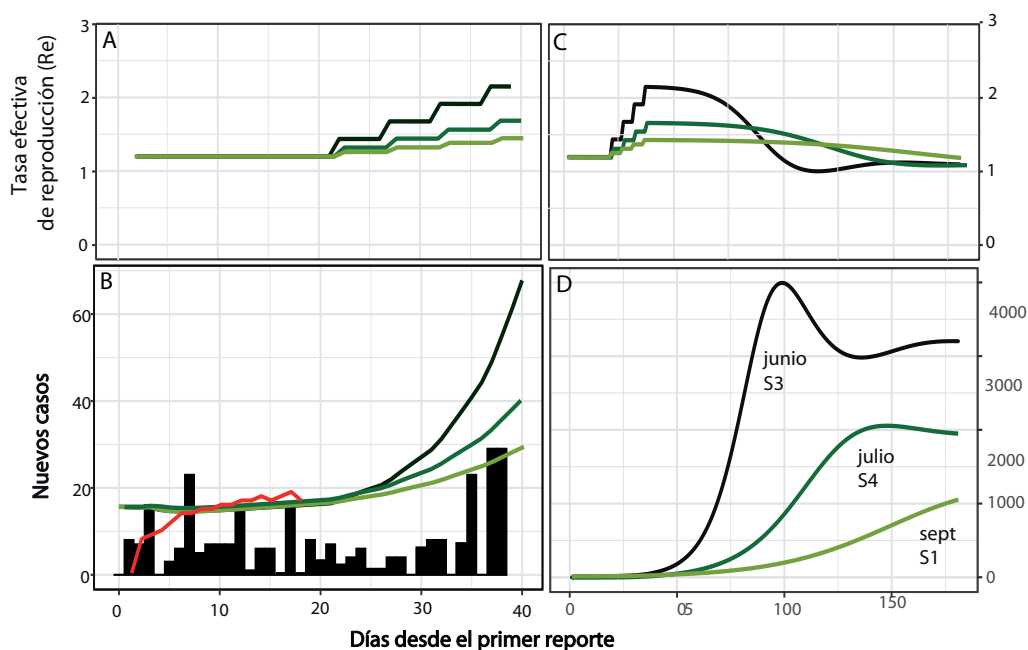 A
C
3
2
1
0
3
2
1
0
Tasa efectiva
de reproducción (Re)
B
D
60
40
20
0
4000
3000
2000
1000
0
Nuevos casos
junio
S3
julio
S4
sept
S1
0
10
20
30
40
0
05
100
150
Días desde el primer reporte